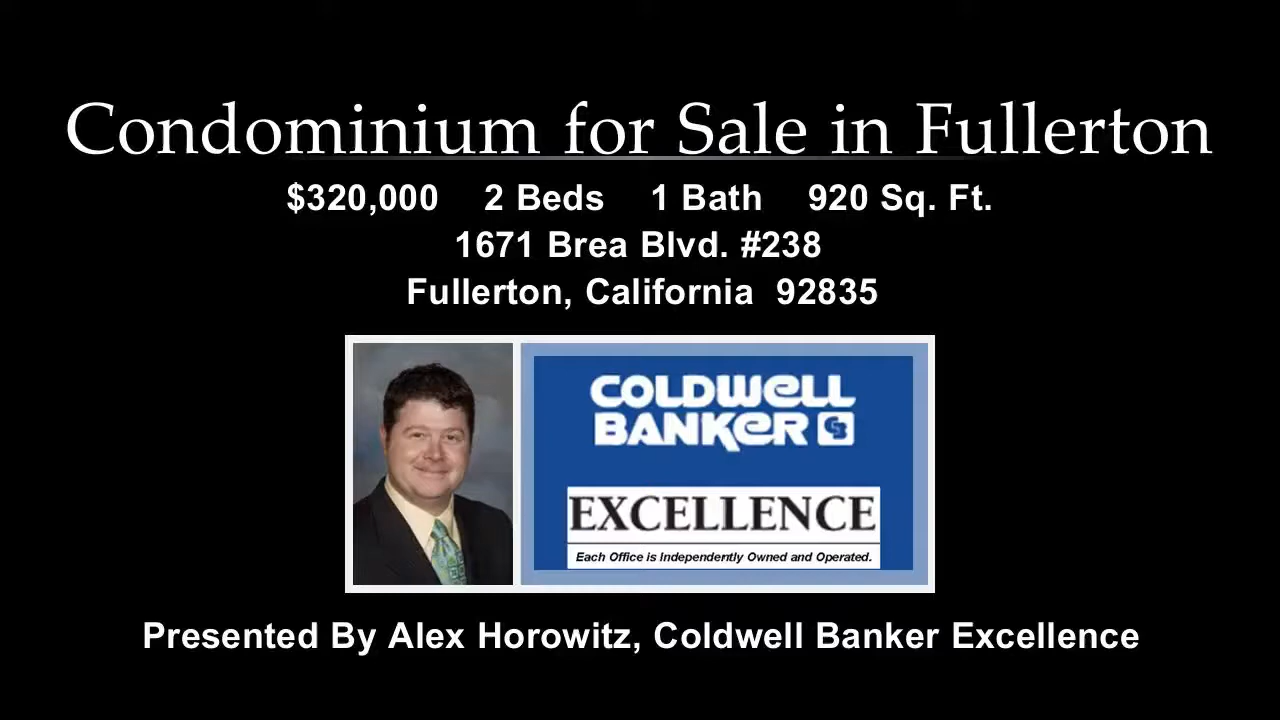 Condominium for Sale in Fullerton
$320,000 2 Beds 1 Bath 920 Sq. Ft.
1671 Brea Blvd. #238
Fullerton, California 92835
COLDWELL
BANKER CB
EXCELLENCE
Each Office is Independently Owned and Operated.
Presented By Alex Horowitz, Coldwell Banker Excellence